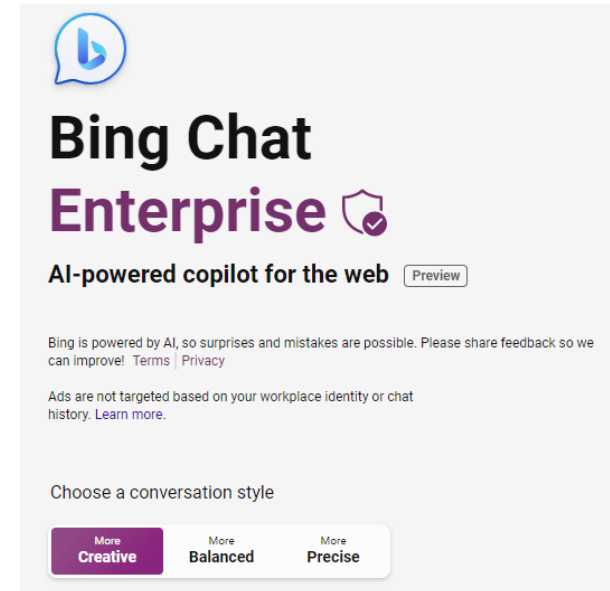 Bing Chat
Enterprise
AI-powered copilot for the web Preview
Bing is powered by AI, so surprises and mistakes are possible. Please share feedback so we
can improve! Terms Privacy
Ads are not targeted based on your workplace identity or chat
history. Learn more.
Choose a conversation style
More More More
Creative Balanced Precise